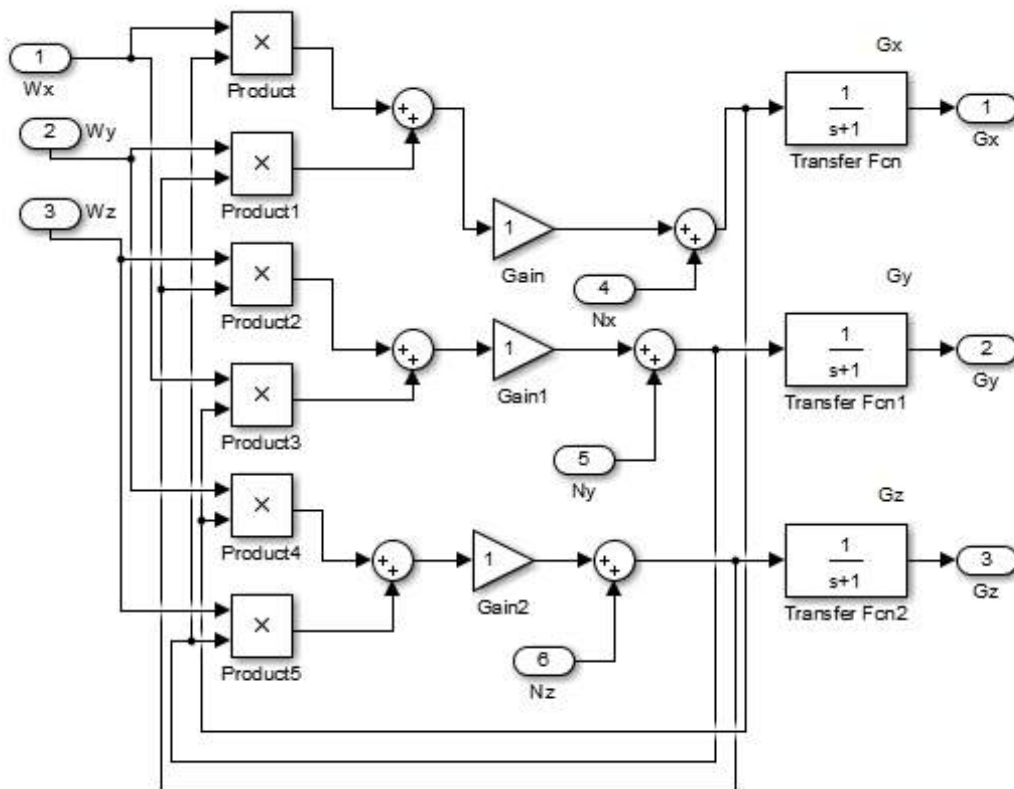 1
Wx
2
Wy
3
Wz
×
Product
×
Product1
×
Product2
×
Product3
×
Product4
×
Product5
+
+
+
+
+
+
1
Gain
1
Gain1
1
Gain2
+
+
4
Nx
+
+
5
Ny
+
+
6
Nz
Gx
1
s+1
Transfer Fcn
1
Gx
Gy
1
s+1
Transfer Fcn1
2
Gy
Gz
1
s+1
Transfer Fcn2
3
Gz